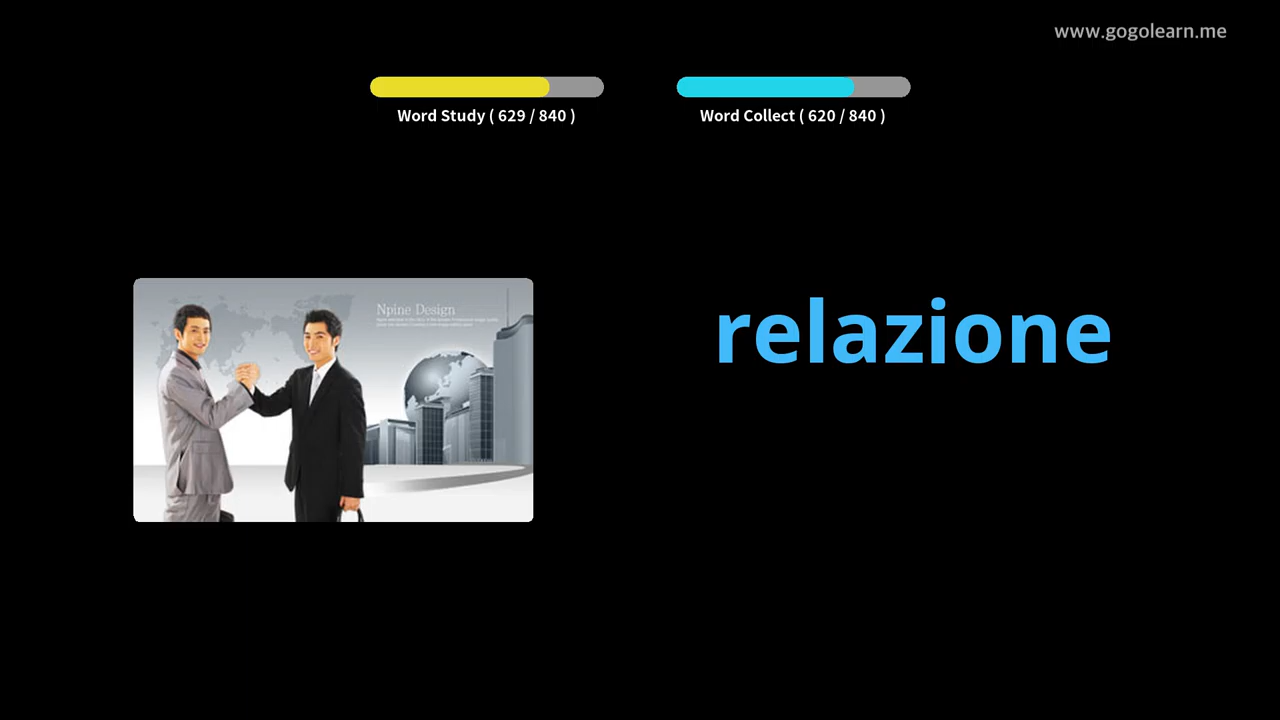 www.gogolearn.me
Word Study ( 629 / 840 )
Word Collect ( 620 / 840 )
Npine Design
relazione